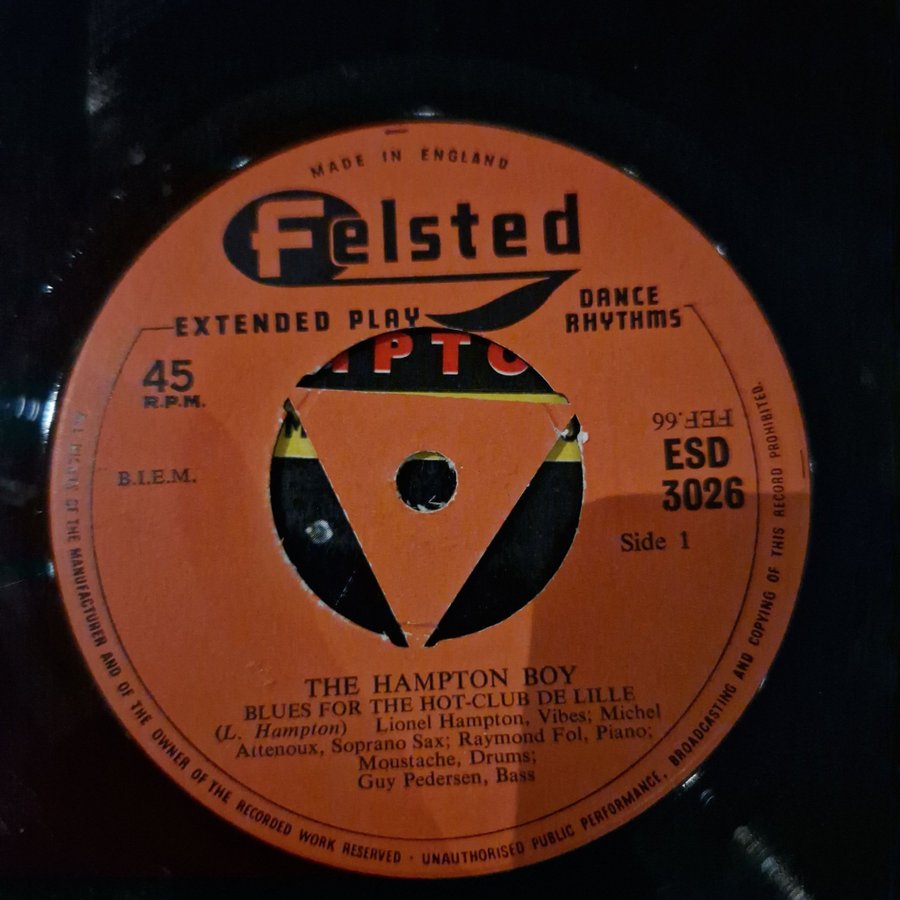 MADE IN ENGLAND
Felsted
EXTENDED PLAY
DANCE
RHYTHMS
45
R.P.M.
FEF.66
ESD
3026
B.I.E.M.
Side 1
THE HAMPTON BOY
BLUES FOR THE HOT-CLUB DE LILLE
(L. Hampton) Lionel Hampton, Vibes; Michel
Attenoux, Soprano Sax; Raymond Fol, Piano;
Moustache, Drums;
Guy Pedersen, Bass
ALL RIGHTS OF THE MANUFACTURER AND OF THE OWNER OF THE RECORDED WORK RESERVED · UNAUTHORISED PUBLIC PERFORMANCE, BROADCASTING AND COPYING OF THIS RECORD PROHIBITED.